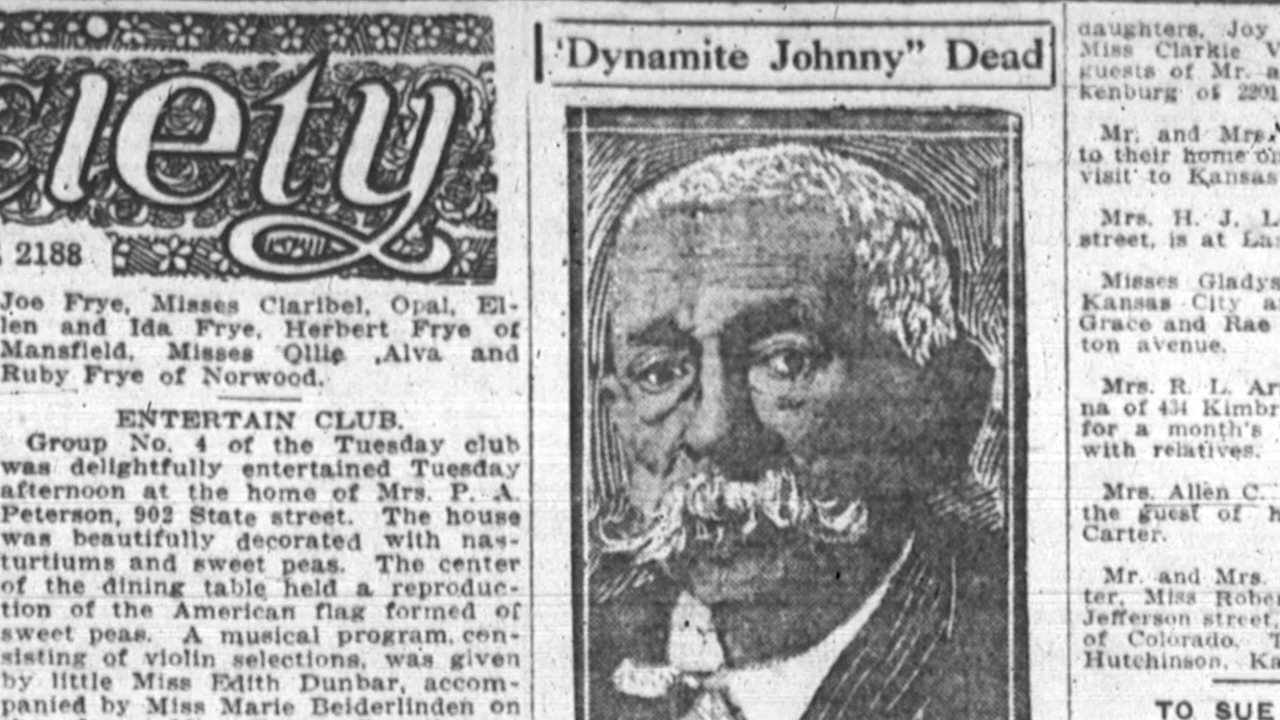 ciety
2188
Joe Frye, Misses Claribel, Opal, El-
len and Ida Frye, Herbert Frye of
Mansfield, Misses Ollie ,Alva and
Ruby Frye of Norwood.
ENTERTAIN CLUB.
Group No. 4 of the Tuesday club
was delightfully entertained Tuesday
afternoon at the home of Mrs. P. A.
Peterson, 902 State street. The house
was beautifully decorated with nas-
turtiums and sweet peas. The center
of the dining table held a reproduc-
tion of the American flag formed of
sweet peas. A musical program, con-
sisting of violin selections, was given
by little Miss Edith Dunbar, accom-
panied by Miss Marie Beiderlinden on
'Dynamite Johnny" Dead
daughters, Joy
Miss Clarkie V
guests of Mr. a
kenburg of 2201
Mr. and Mrs.
to their home on
visit to Kansas
Mrs. H. J. L
street, is at La
Misses Gladys
Kansas City a
Grace and Rae
ton avenue.
Mrs. R. L. Ar
na of 434 Kimbr
for a month's
with relatives.
Mrs. Allen C.
the guest of h
Carter.
Mr. and Mrs.
ter, Miss Robe
Jefferson street,
of Colorado. T
Hutchinson, Ka
TO SUE